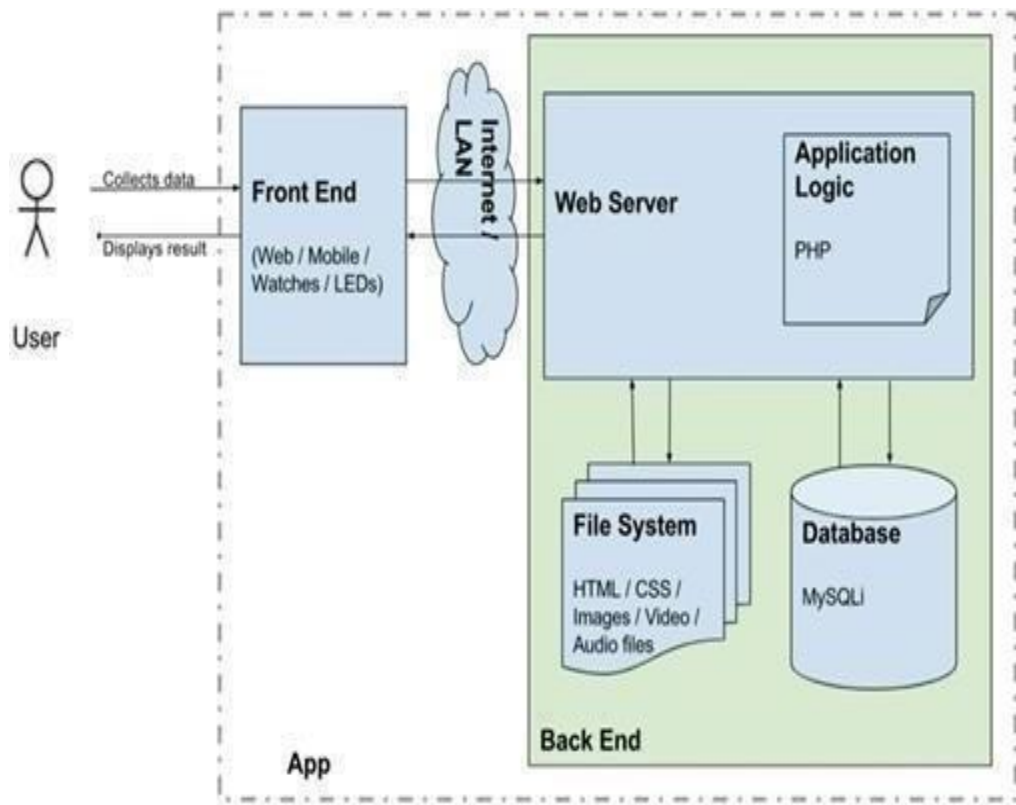 Collects data
Displays result
User
Front End
(Web / Mobile /
Watches / LEDs)
Internet /
LAN
Web Server
Application
Logic
PHP
File System
HTML / CSS /
Images / Video /
Audio files
Database
MySQLi
Back End
App